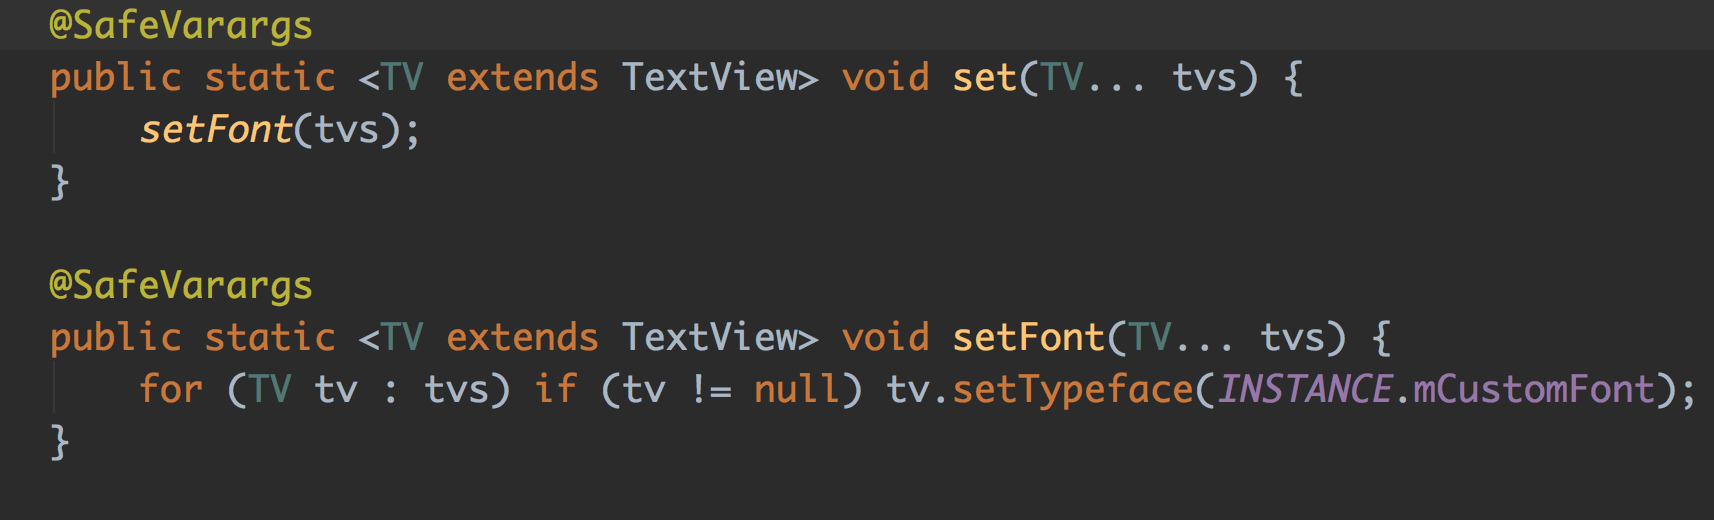 @SafeVarargs
public static <TV extends TextView> void set(TV... tvs) {
    setFont(tvs);
}

@SafeVarargs
public static <TV extends TextView> void setFont(TV... tvs) {
    for (TV tv : tvs) if (tv != null) tv.setTypeface(INSTANCE.mCustomFont);
}